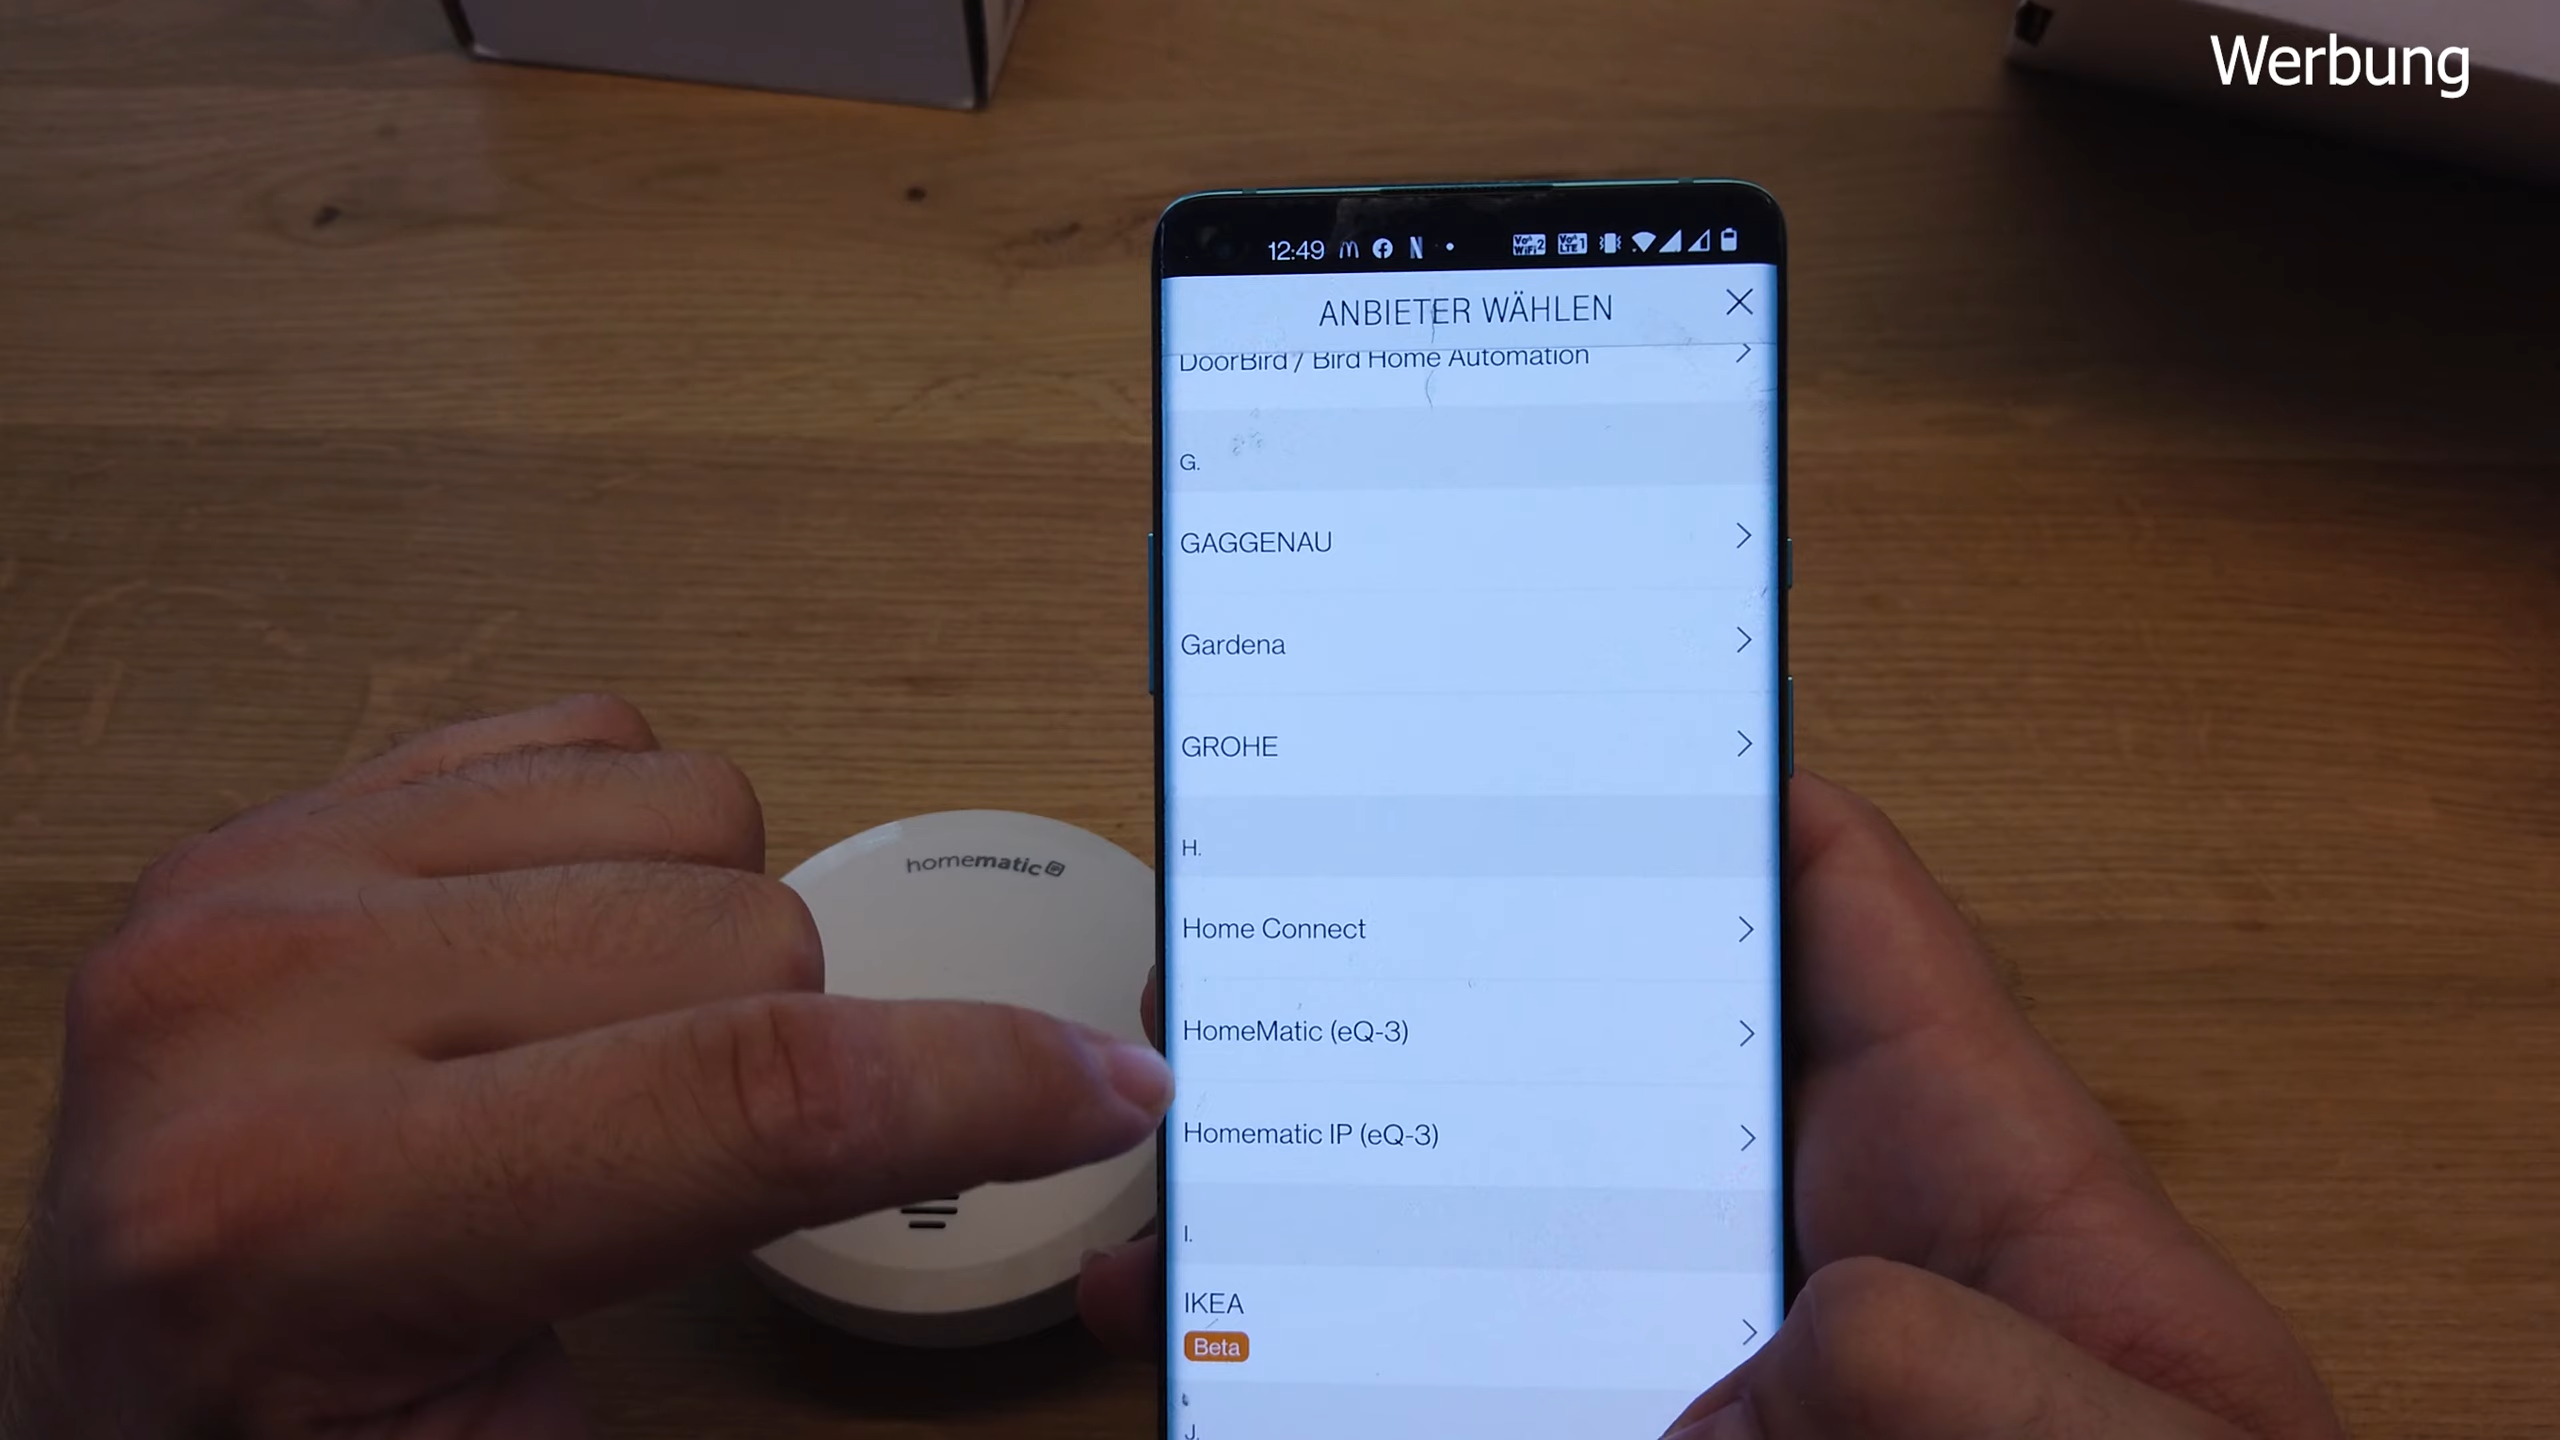 Werbung
12:49
ANBIETER WÄHLEN
DoorBird / Bird Home Automation
G.
GAGGENAU
Gardena
GROHE
H.
Home Connect
HomeMatic (eQ-3)
Homematic IP (eQ-3)
I.
IKEA
Beta
J.
homematic IP